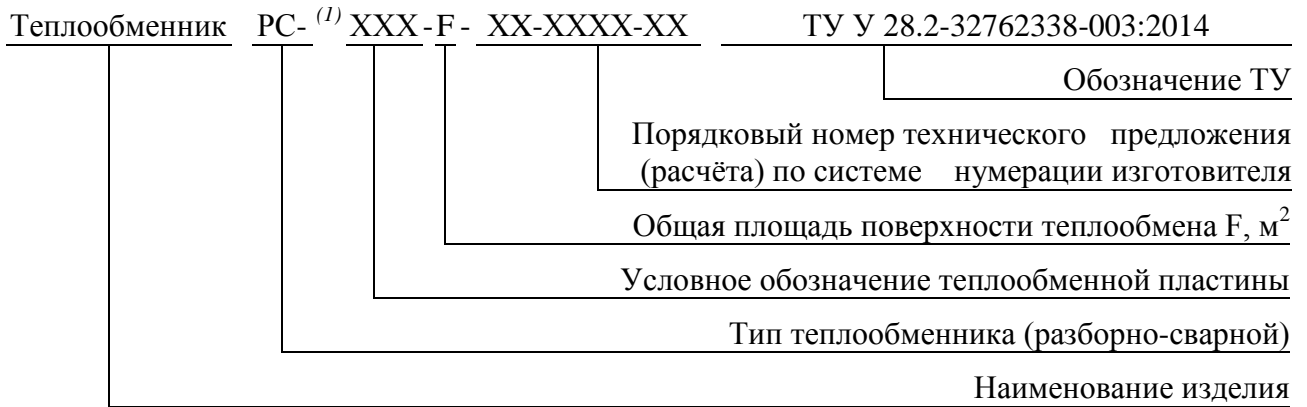 Теплообменник РС- (1) ХХХ-F- ХХ-ХХХХ-ХХ ТУ У 28.2-32762338-003:2014
Обозначение ТУ
Порядковый номер технического предложения
(расчёта) по системе нумерации изготовителя
Общая площадь поверхности теплообмена F, м²
Условное обозначение теплообменной пластины
Тип теплообменника (разборно-сварной)
Наименование изделия